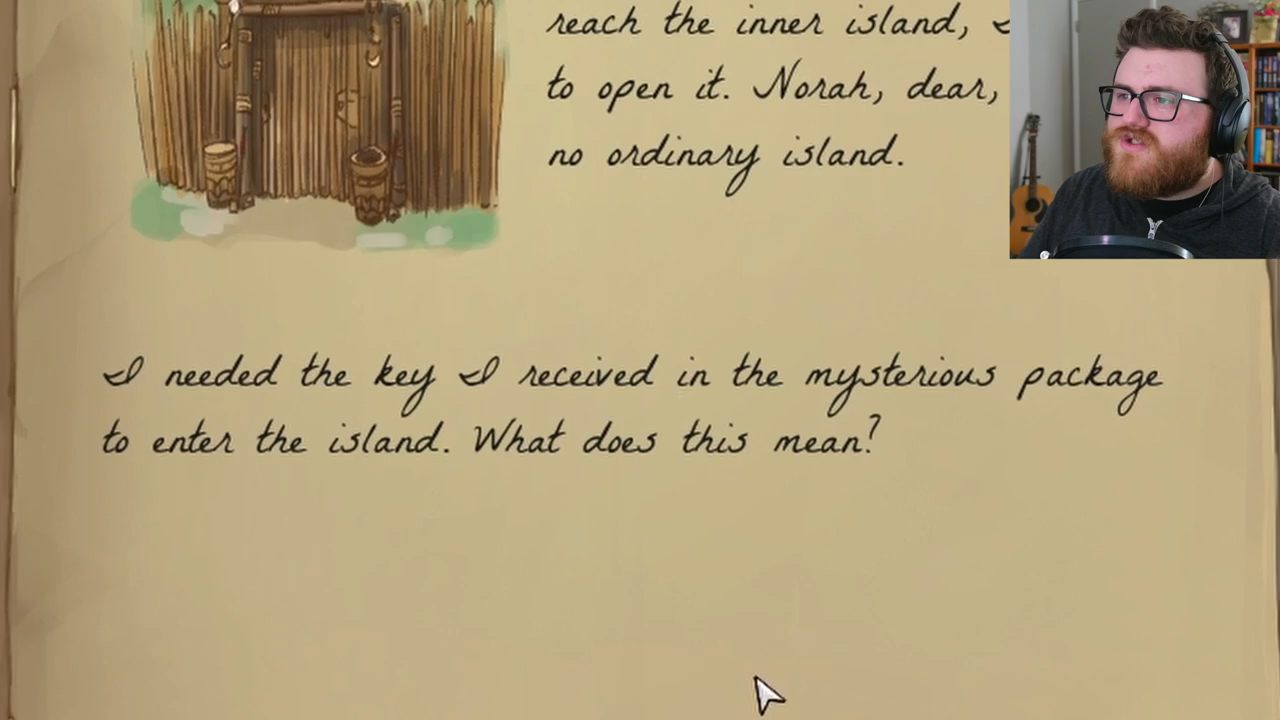 reach the inner island, I
to open it. Norah, dear,
no ordinary island.
I needed the key I received in the mysterious package
to enter the island. What does this mean?